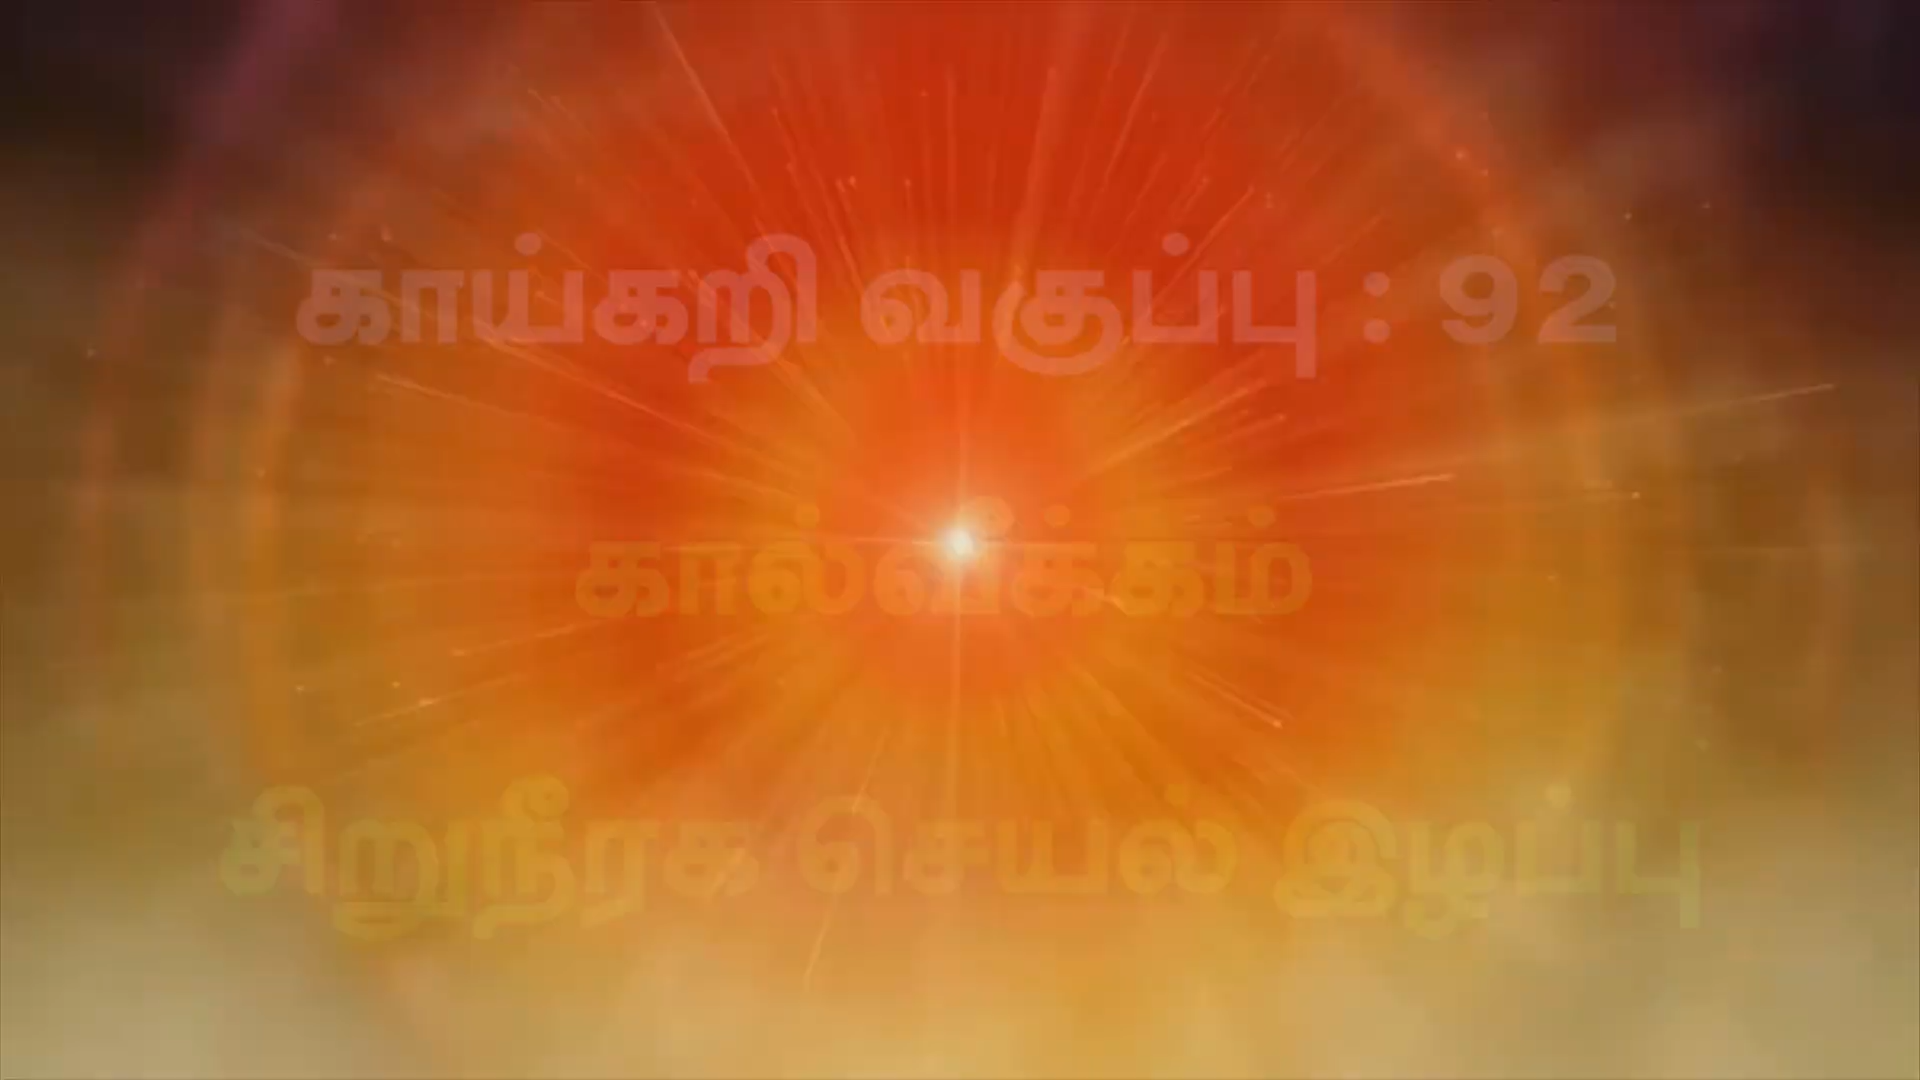 காய்கறி வகுப்பு : 92
கால்வீக்கம்
சிறுநீரக செயல் இழப்பு